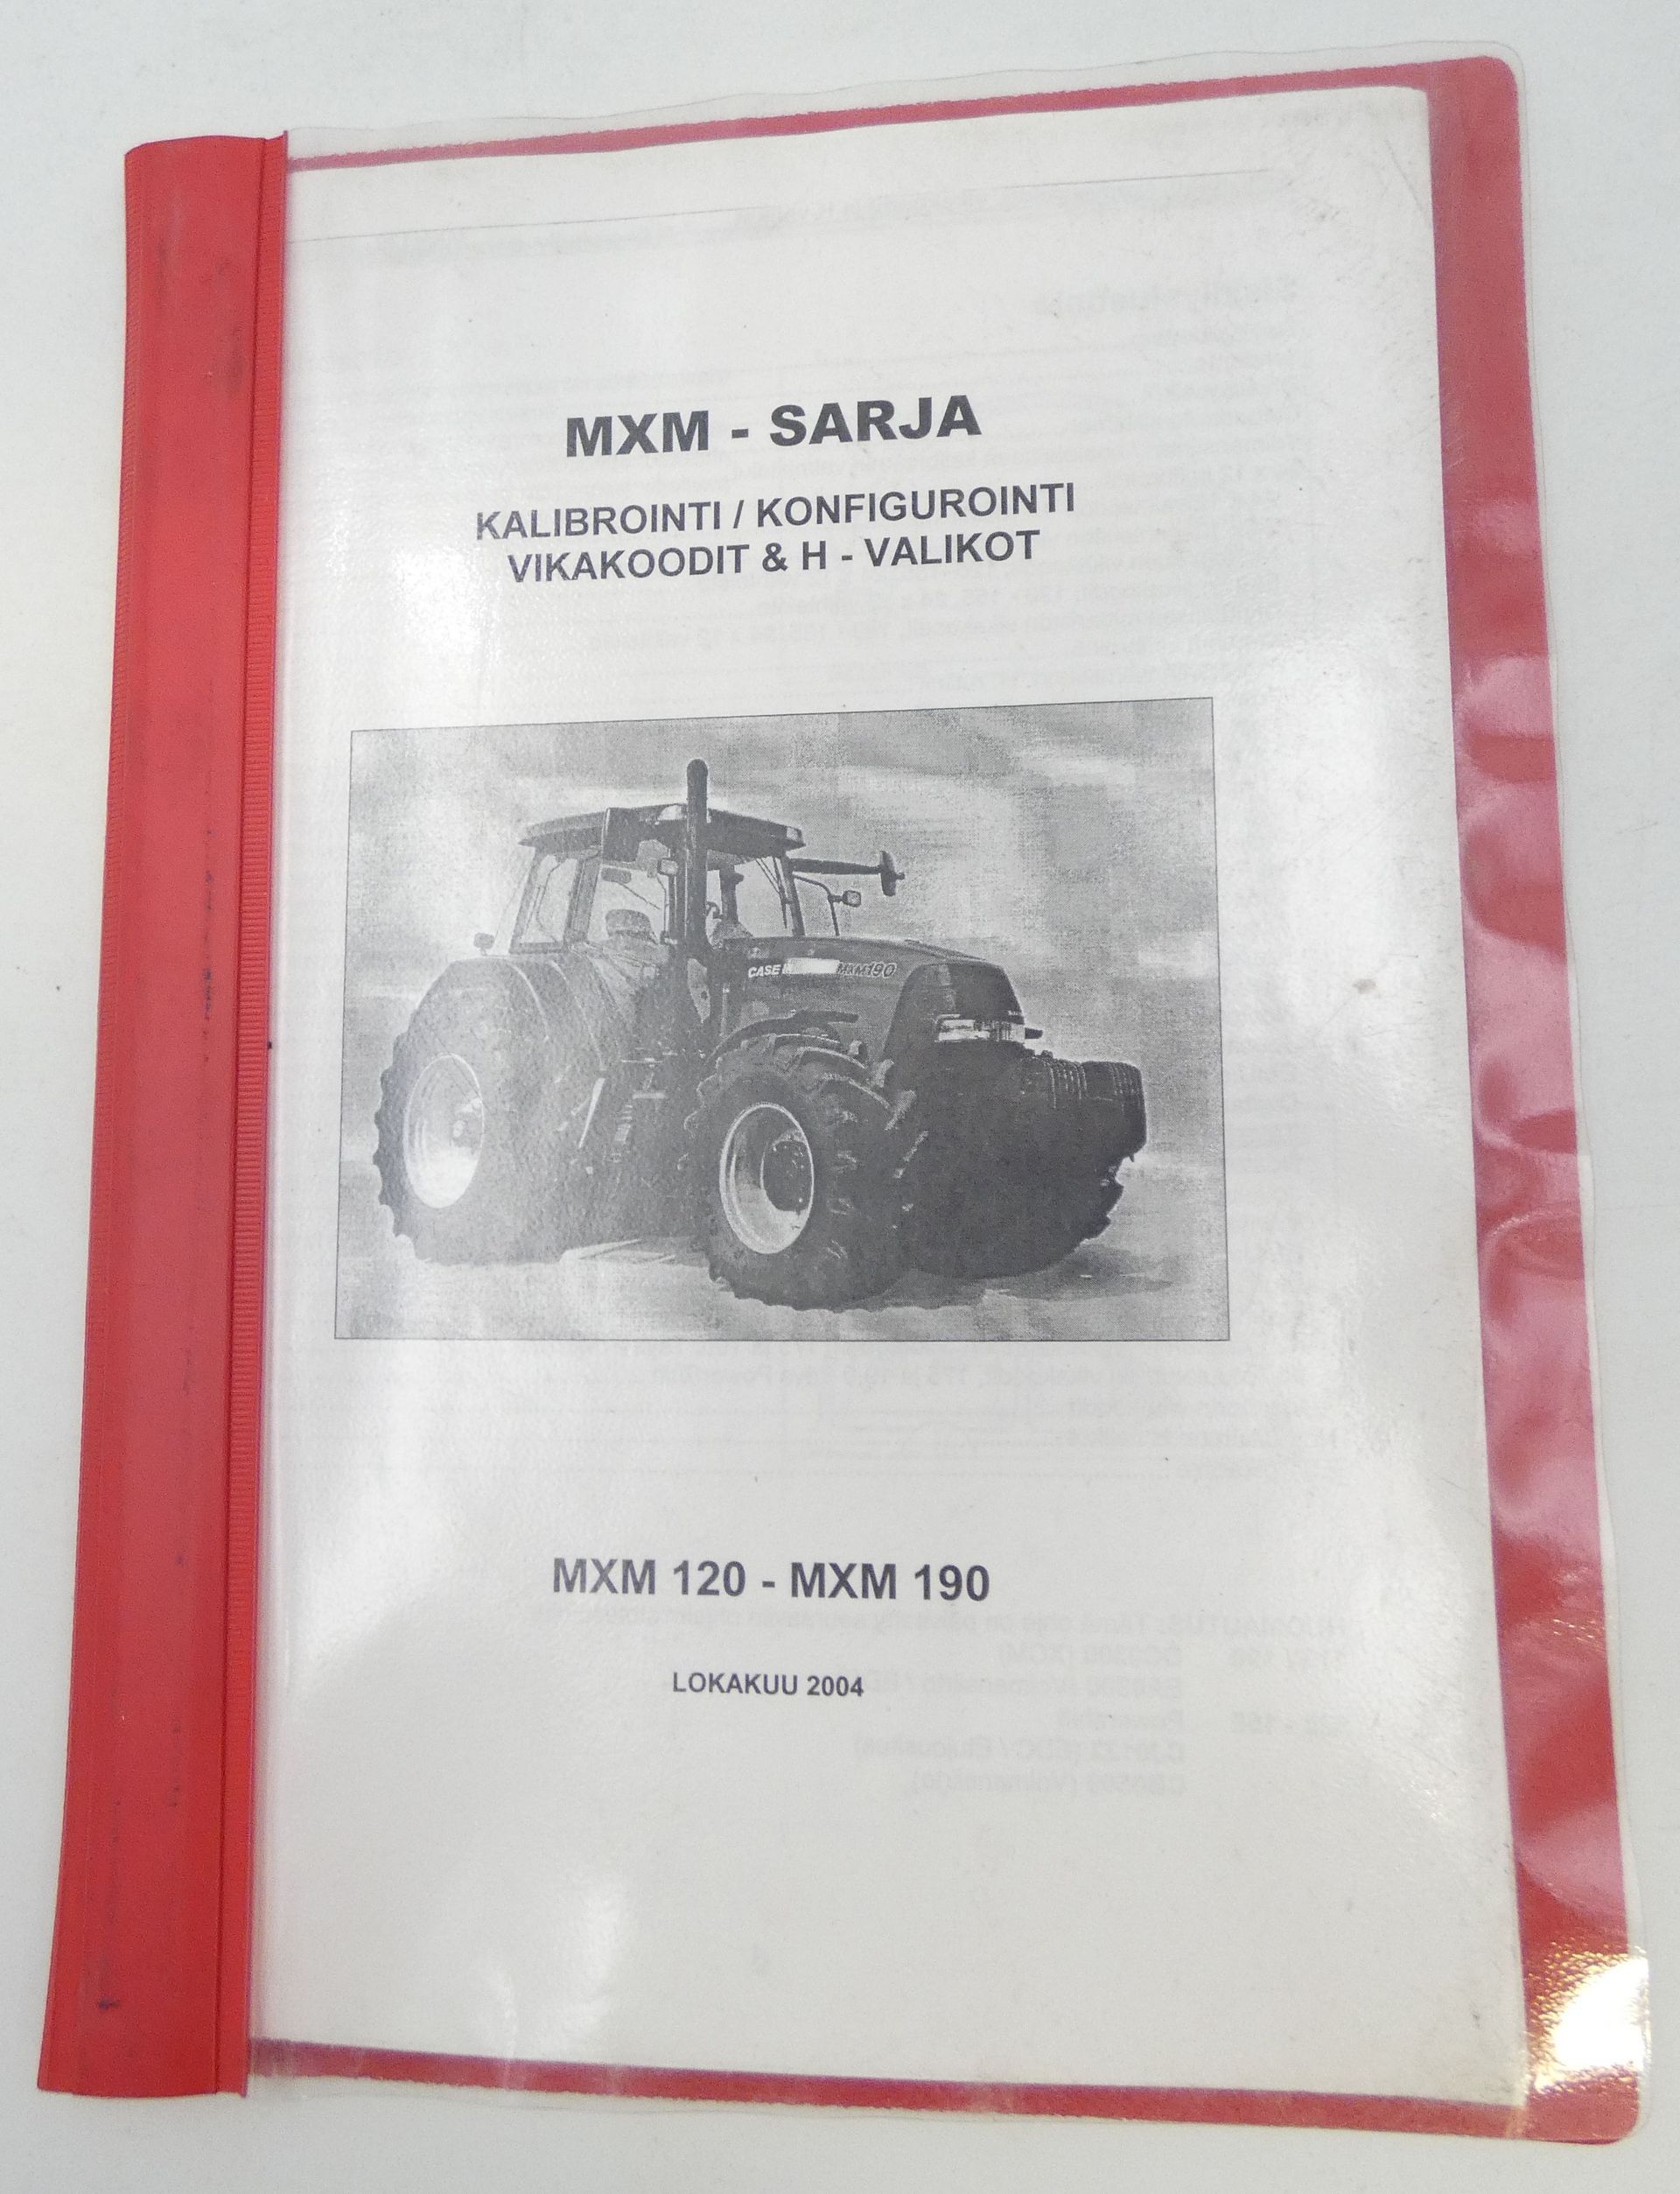 MXM - SARJA
KALIBROINTI / KONFIGUROINTI
VIKAKOODIT & H - VALIKOT
CASE
MXM190
MXM 120 - MXM 190
LOKAKUU 2004